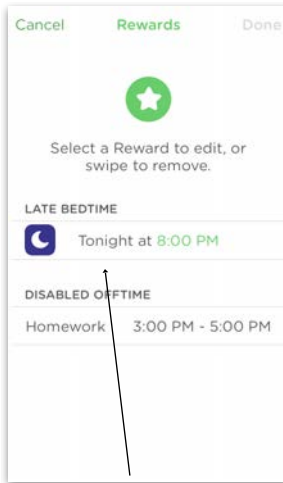 Cancel Rewards Done
Select a Reward to edit, or
swipe to remove.
LATE BEDTIME
Tonight at 8:00 PM
DISABLED OFFTIME
Homework 3:00 PM - 5:00 PM